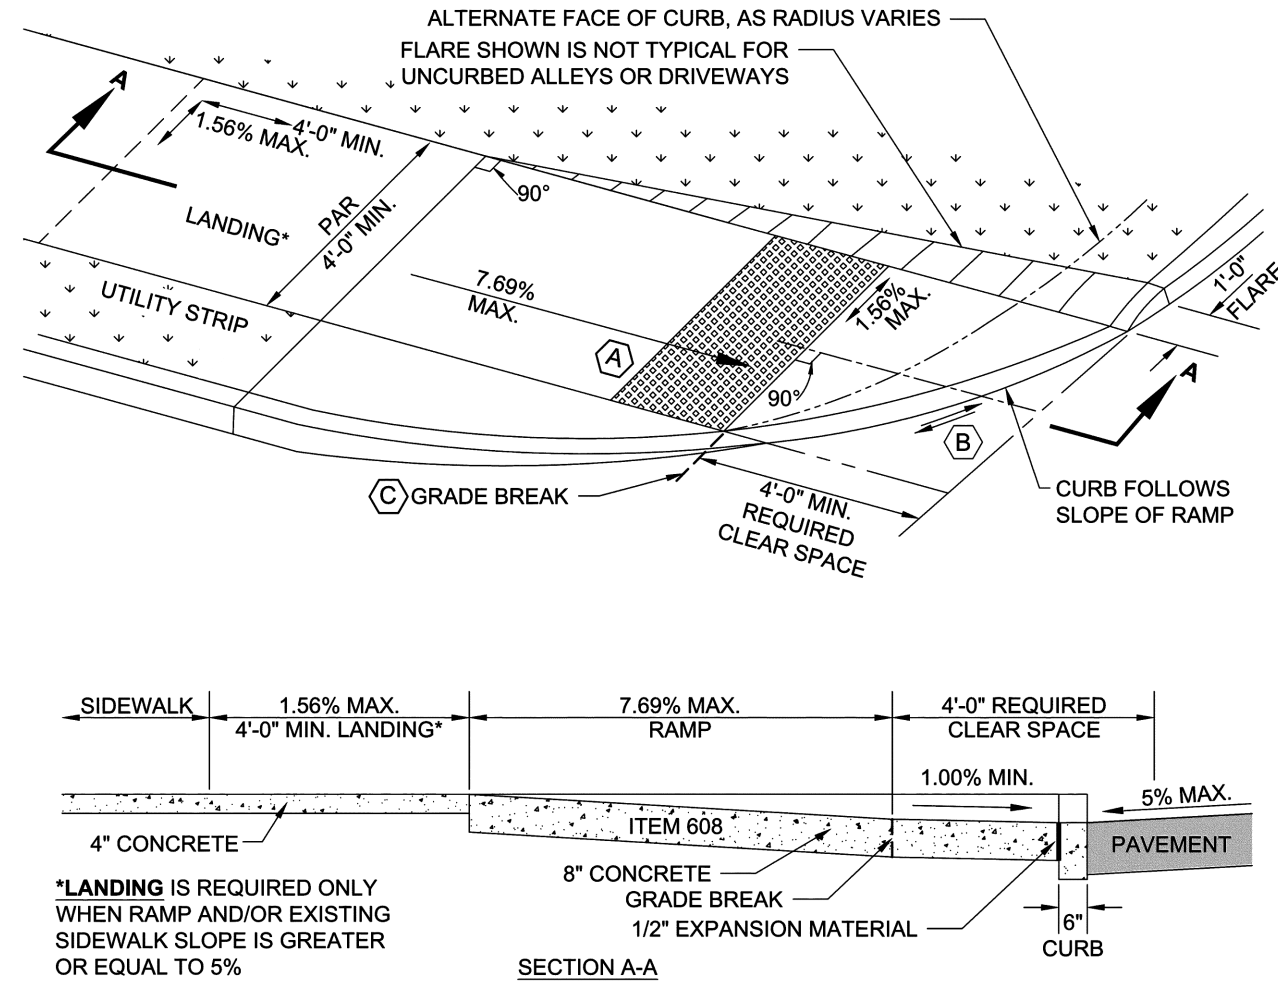 ALTERNATE FACE OF CURB, AS RADIUS VARIES
FLARE SHOWN IS NOT TYPICAL FOR
UNCURBED ALLEYS OR DRIVEWAYS
A
4'-0" MIN.
1.56% MAX.
90°
PAR
4'-0" MIN.
LANDING*
1'-0"
FLARE
7.69%
MAX.
1.56%
MAX.
UTILITY STRIP
A
A
90°
B
C GRADE BREAK
4'-0" MIN.
REQUIRED
CLEAR SPACE
CURB FOLLOWS
SLOPE OF RAMP
SIDEWALK
1.56% MAX.
4'-0" MIN. LANDING*
7.69% MAX.
RAMP
4'-0" REQUIRED
CLEAR SPACE
1.00% MIN.
5% MAX.
ITEM 608
PAVEMENT
4" CONCRETE
8" CONCRETE
GRADE BREAK
1/2" EXPANSION MATERIAL
6"
CURB
*LANDING IS REQUIRED ONLY
WHEN RAMP AND/OR EXISTING
SIDEWALK SLOPE IS GREATER
OR EQUAL TO 5%
SECTION A-A